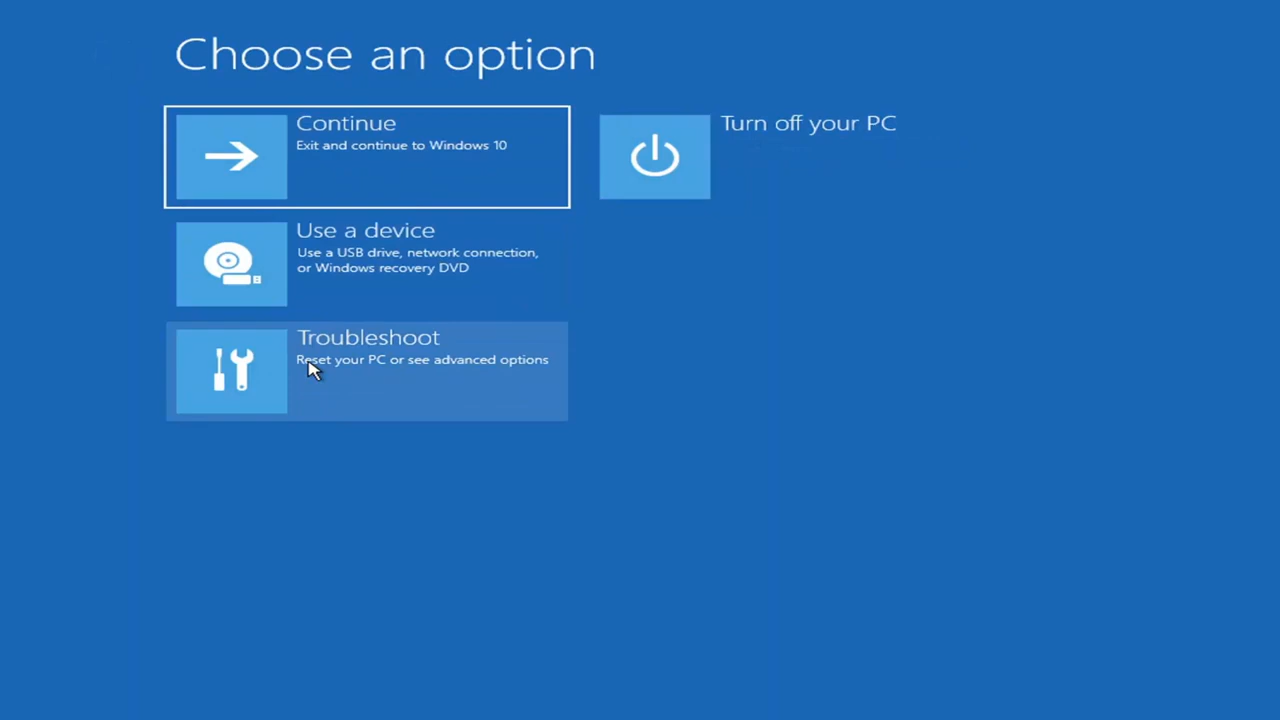 Choose an option
Continue
Exit and continue to Windows 10
Turn off your PC
Use a device
Use a USB drive, network connection,
or Windows recovery DVD
Troubleshoot
Reset your PC or see advanced options